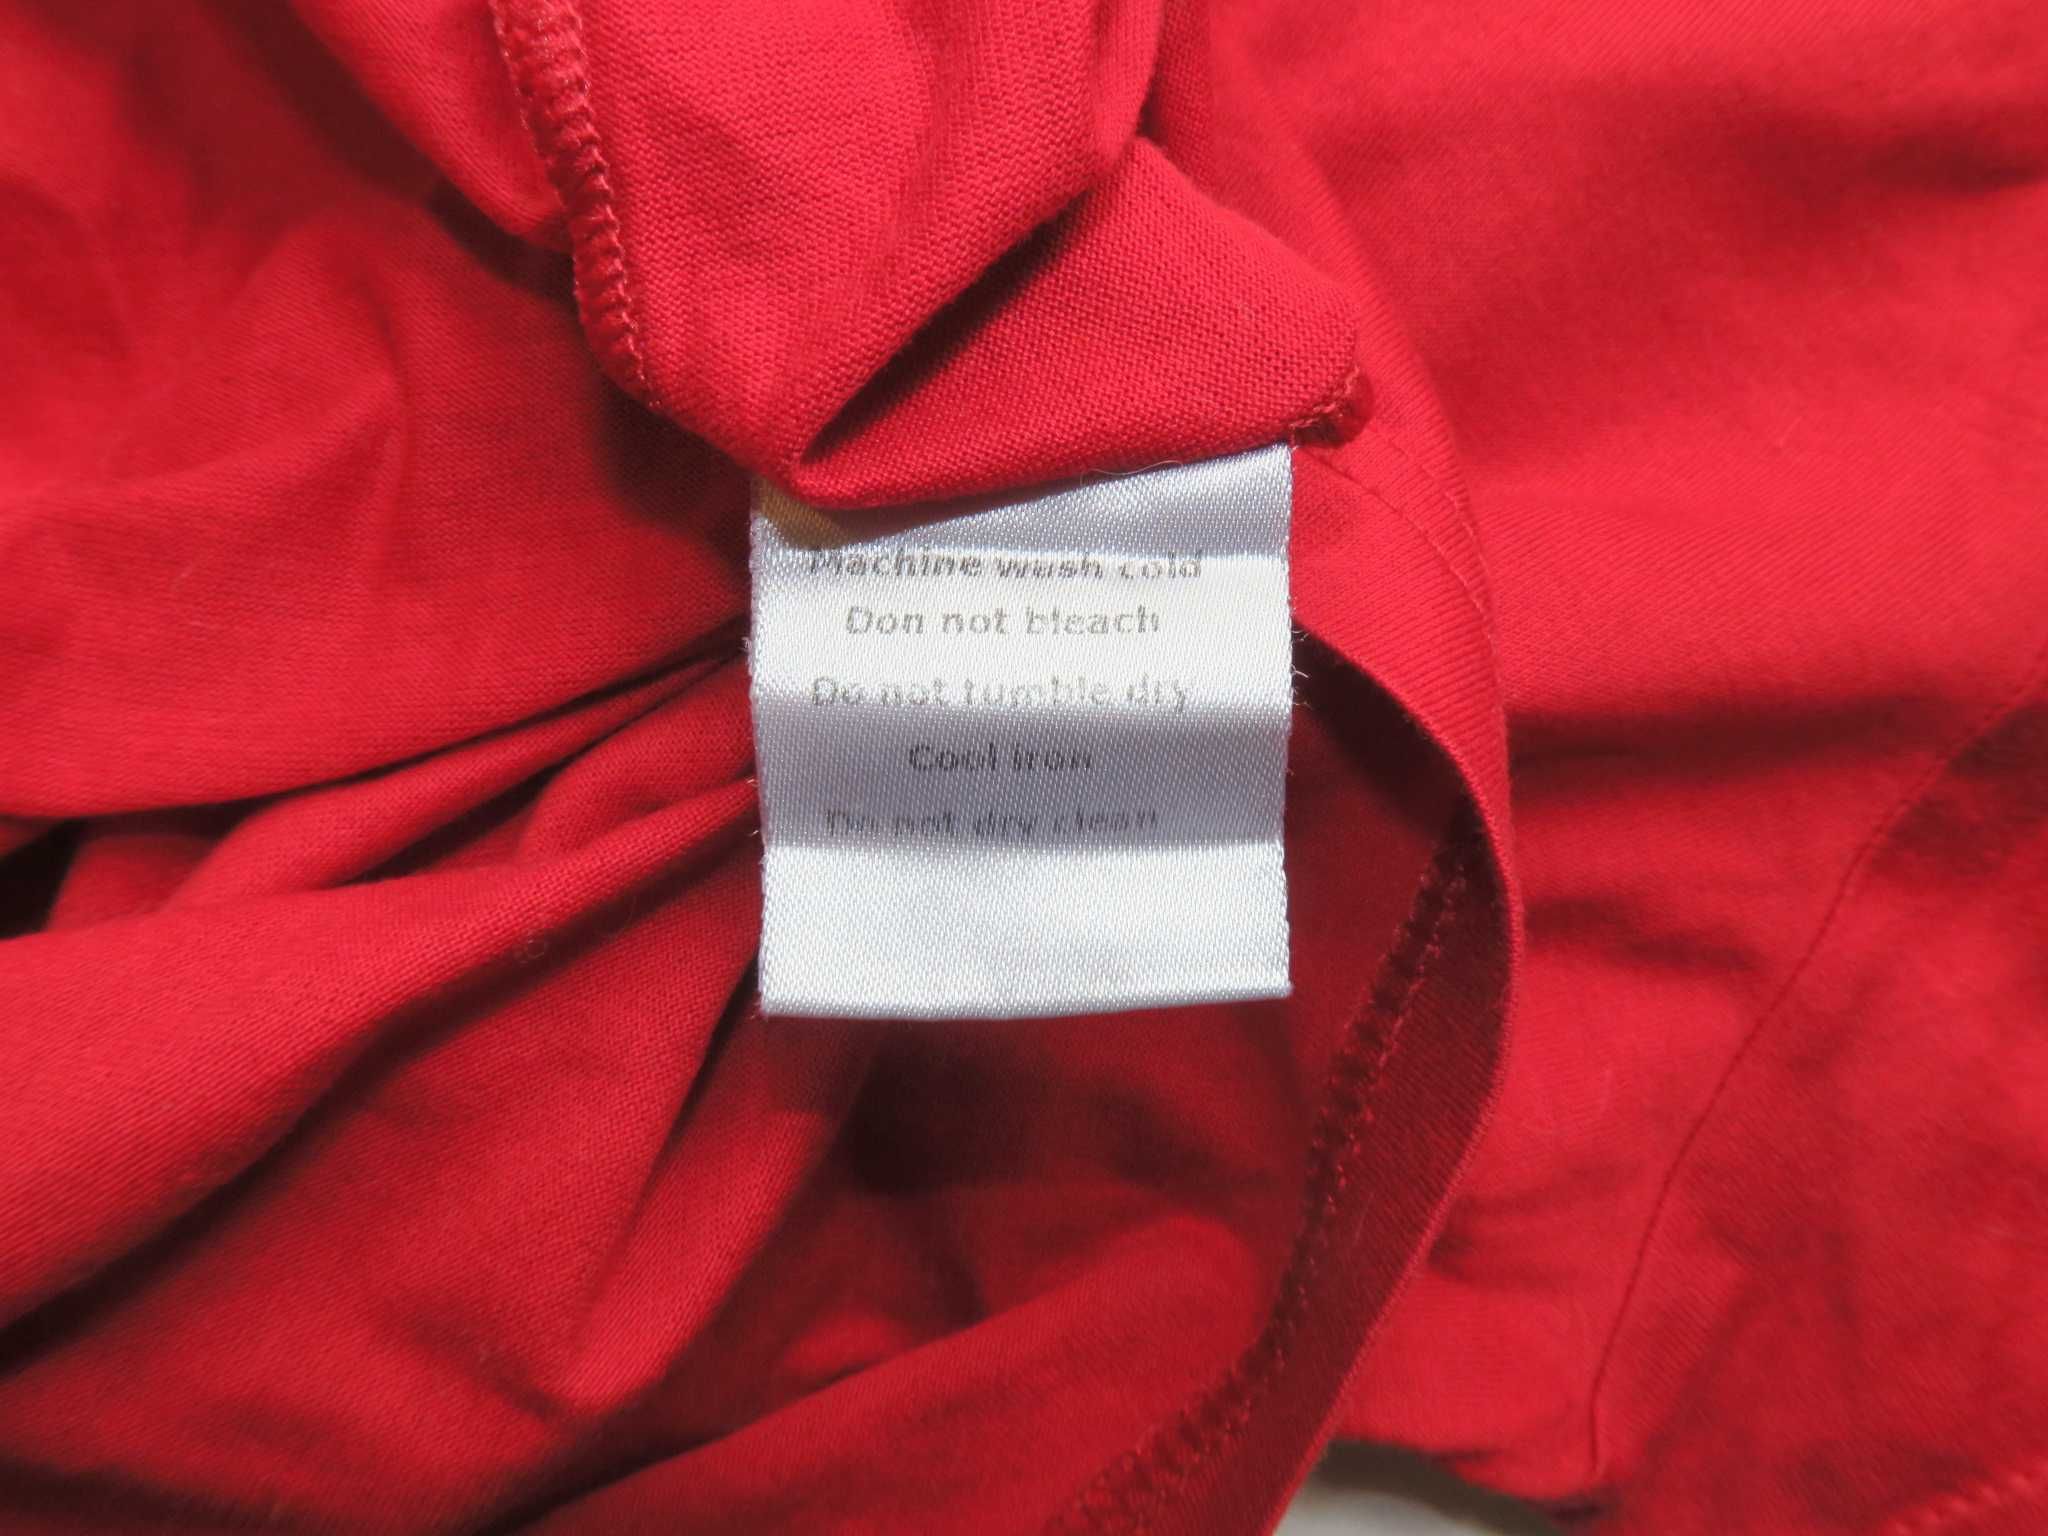 Machine wash cold
Don not bleach
Do not tumble dry
Cool iron
Do not dry clean